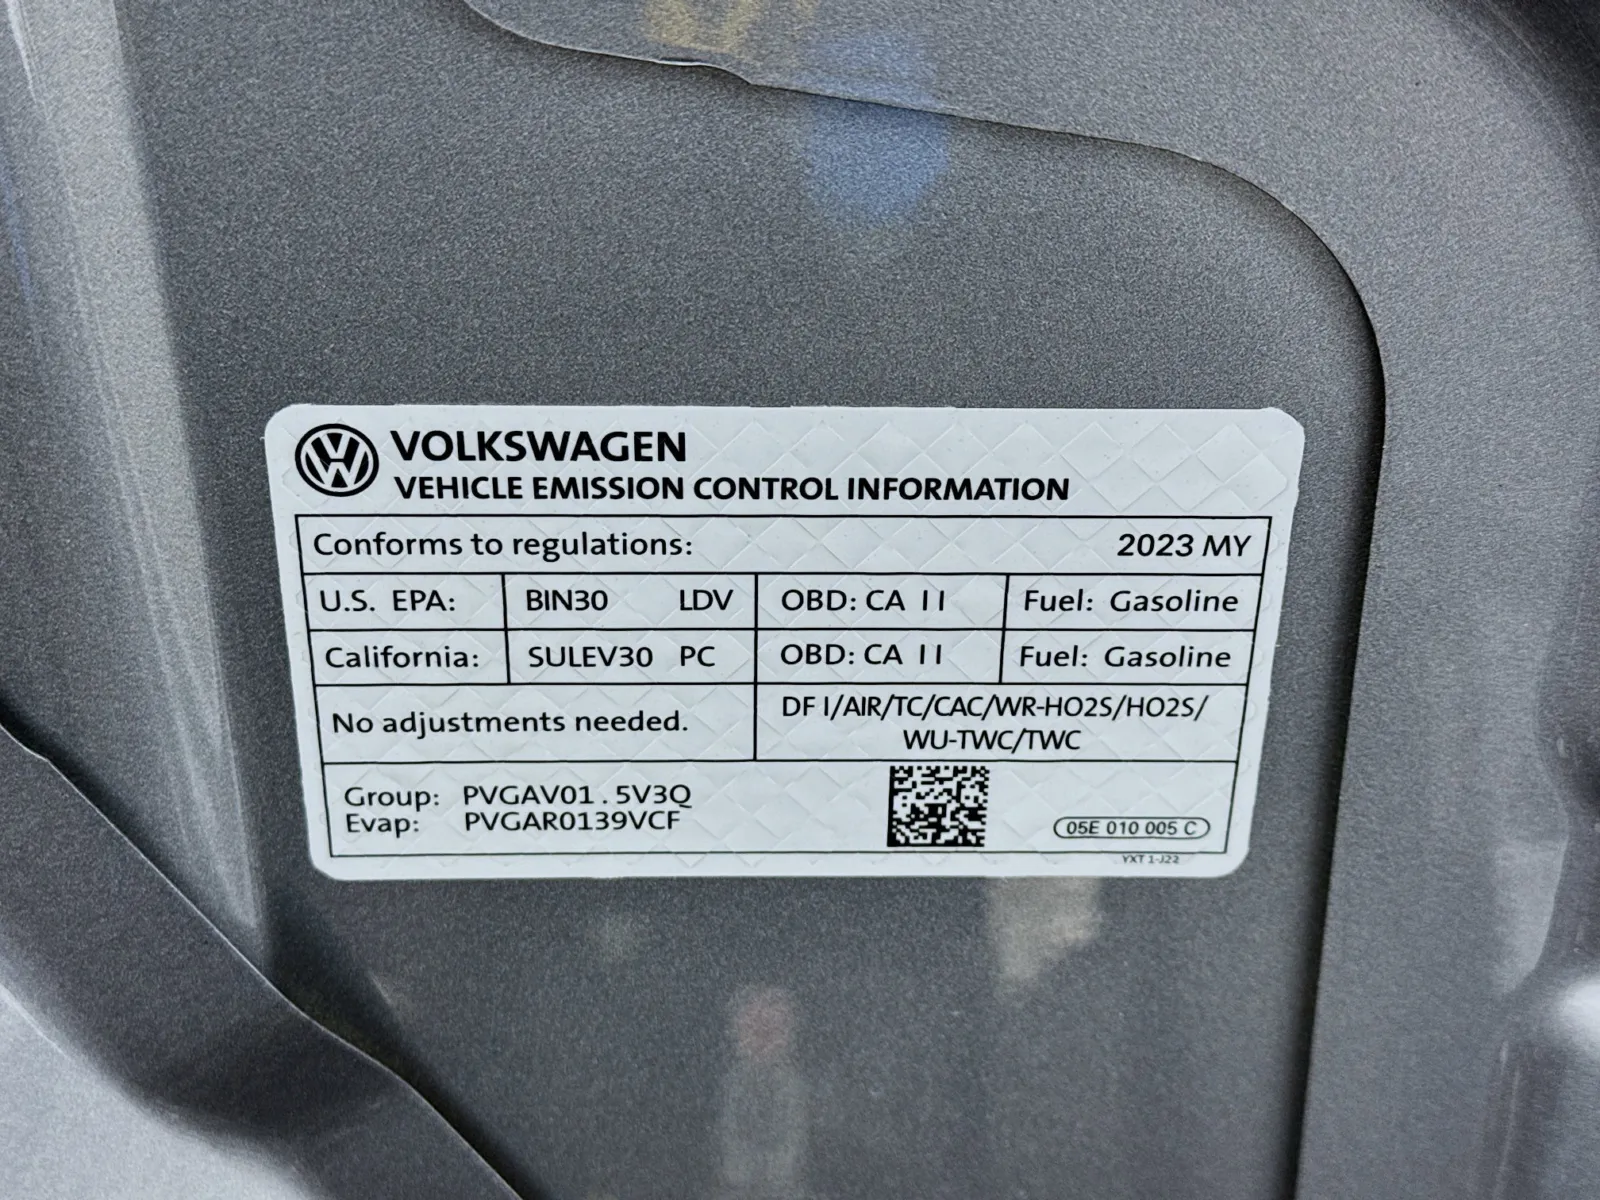 VOLKSWAGEN
VEHICLE EMISSION CONTROL INFORMATION
Conforms to regulations: 2023 MY
U.S. EPA: BIN30 LDV OBD: CA II Fuel: Gasoline
California: SULEV30 PC OBD: CA II Fuel: Gasoline
No adjustments needed.
DFI/AIR/TC/CAC/WR-HO2S/HO2S/
WU-TWC/TWC
Group: PVGAV01.5V3Q
Evap: PVGAR0139VCF
05E 010 005 C
YXT 1-J22